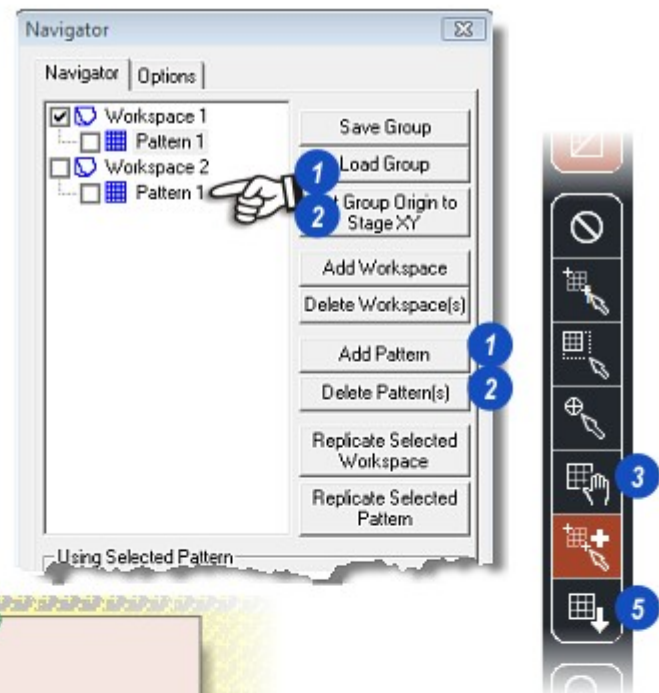 Navigator
Navigator
Options
Workspace 1
Pattern 1
Workspace 2
Pattern 1
Save Group
1
Load Group
2
t Group Origin to
Stage XY
Add Workspace
Delete Workspace(s)
Add Pattern
1
Delete Pattern(s)
2
Replicate Selected
Workspace
Replicate Selected
Pattern
Using Selected Pattern
3
5